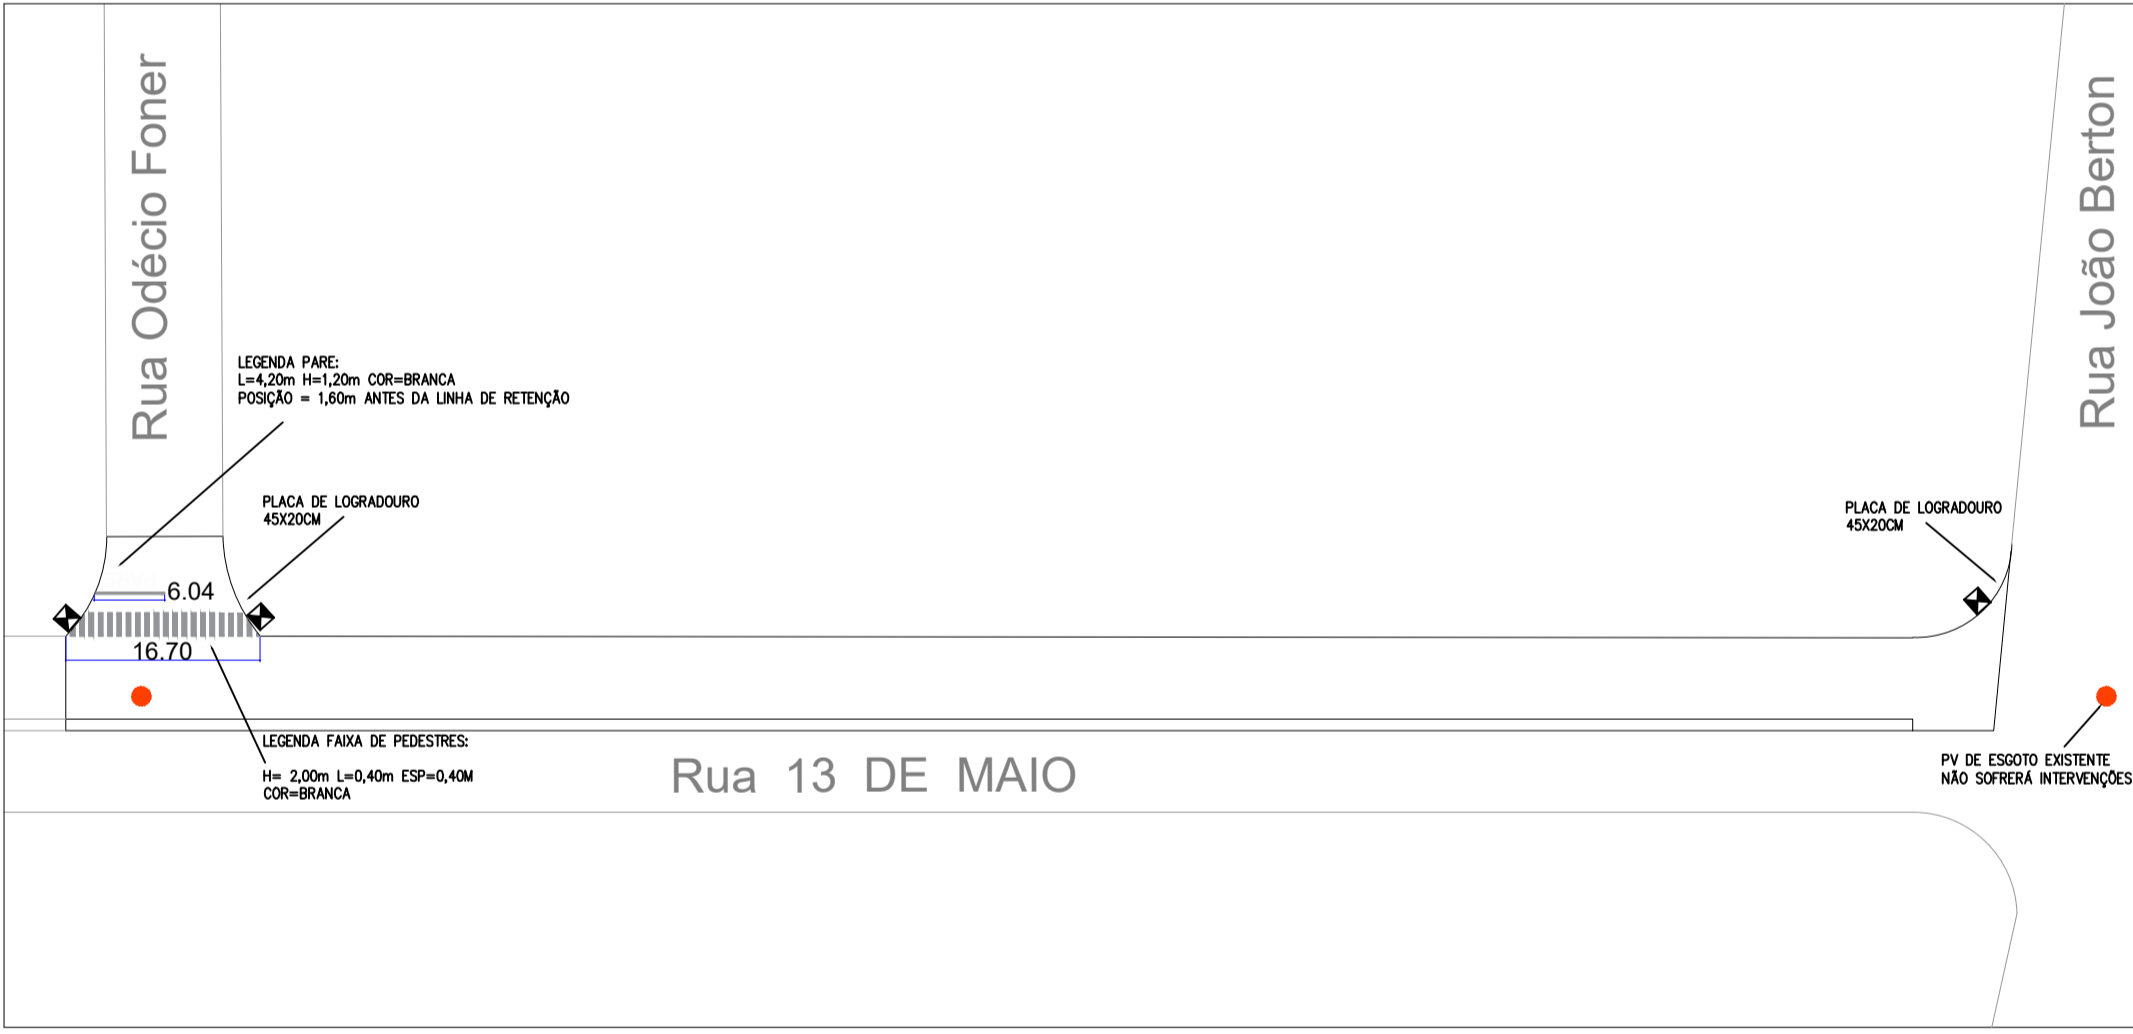 Rua Odécio Foner
Rua João Berton
LEGENDA PARE:
L=4,20m H=1,20m COR=BRANCA
POSIÇÃO = 1,60m ANTES DA LINHA DE RETENÇÃO
PLACA DE LOGRADOURO
45X20CM
PLACA DE LOGRADOURO
45X20CM
6.04
16.70
LEGENDA FAIXA DE PEDESTRES:
H= 2,00m L=0,40m ESP=0,40M
COR=BRANCA
Rua 13 DE MAIO
PV DE ESGOTO EXISTENTE
NÃO SOFRERÁ INTERVENÇÕES